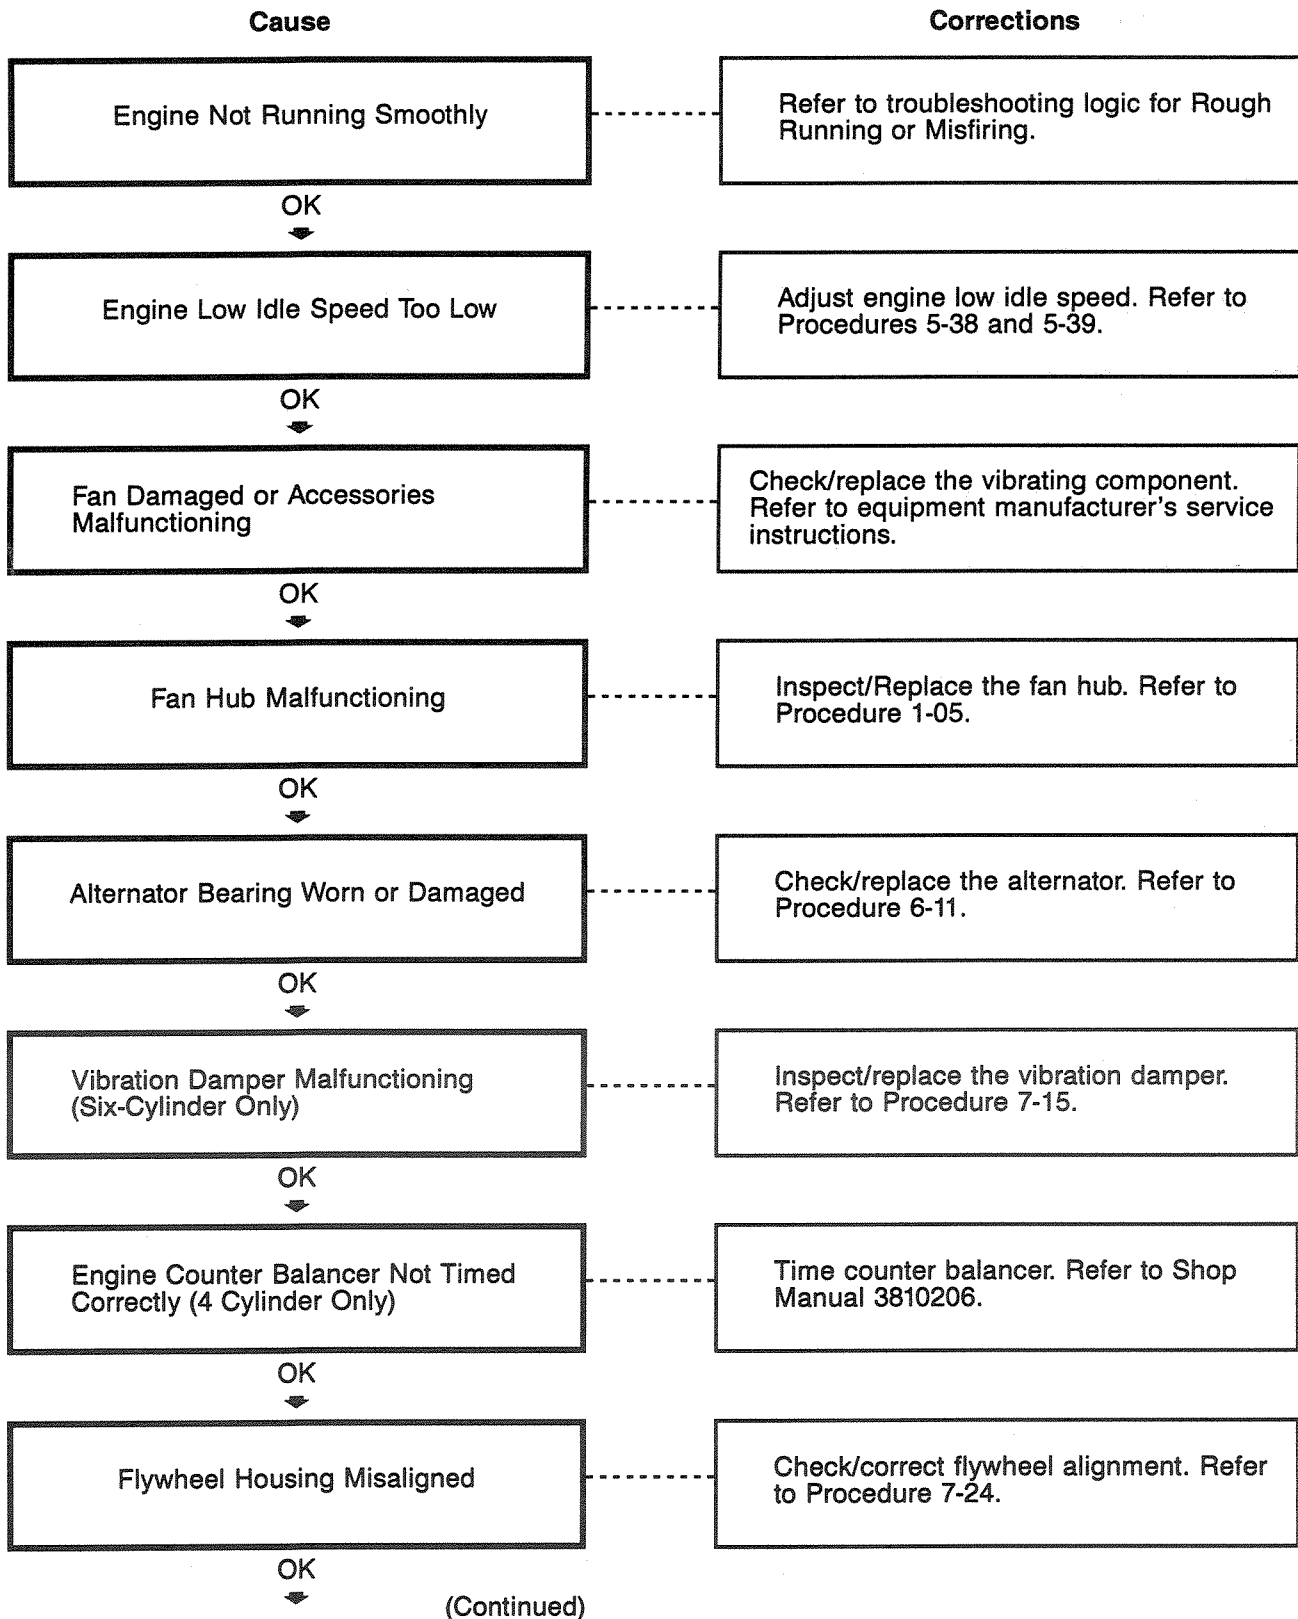 Cause
Corrections
Engine Not Running Smoothly
Refer to troubleshooting logic for Rough
Running or Misfiring.
OK
Engine Low Idle Speed Too Low
Adjust engine low idle speed. Refer to
Procedures 5-38 and 5-39.
OK
Fan Damaged or Accessories
Malfunctioning
Check/replace the vibrating component.
Refer to equipment manufacturer's service
instructions.
OK
Fan Hub Malfunctioning
Inspect/Replace the fan hub. Refer to
Procedure 1-05.
OK
Alternator Bearing Worn or Damaged
Check/replace the alternator. Refer to
Procedure 6-11.
OK
Vibration Damper Malfunctioning
(Six-Cylinder Only)
Inspect/replace the vibration damper.
Refer to Procedure 7-15.
OK
Engine Counter Balancer Not Timed
Correctly (4 Cylinder Only)
Time counter balancer. Refer to Shop
Manual 3810206.
OK
Flywheel Housing Misaligned
Check/correct flywheel alignment. Refer
to Procedure 7-24.
OK
(Continued)